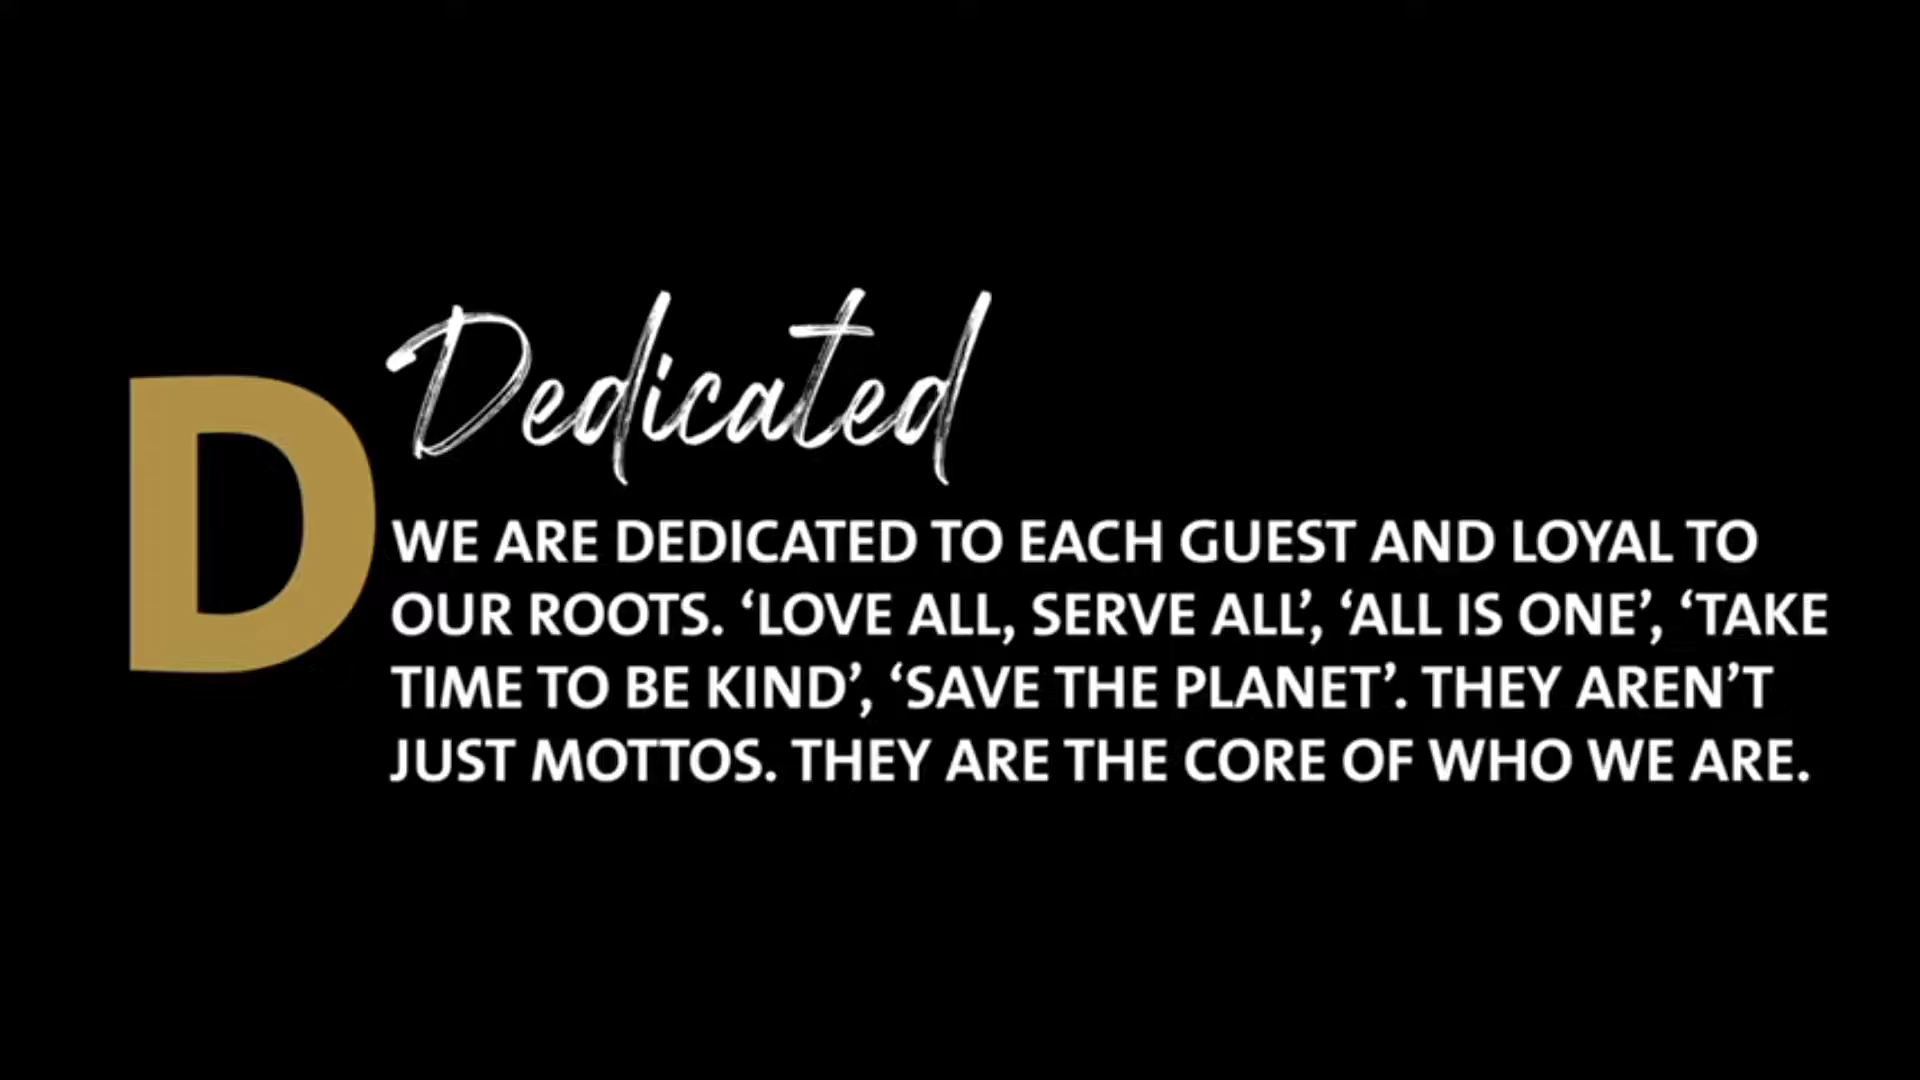 D
Dedicated
WE ARE DEDICATED TO EACH GUEST AND LOYAL TO
OUR ROOTS. ‘LOVE ALL, SERVE ALL’, ‘ALL IS ONE’, ‘TAKE
TIME TO BE KIND’, ‘SAVE THE PLANET’. THEY AREN’T
JUST MOTTOS. THEY ARE THE CORE OF WHO WE ARE.